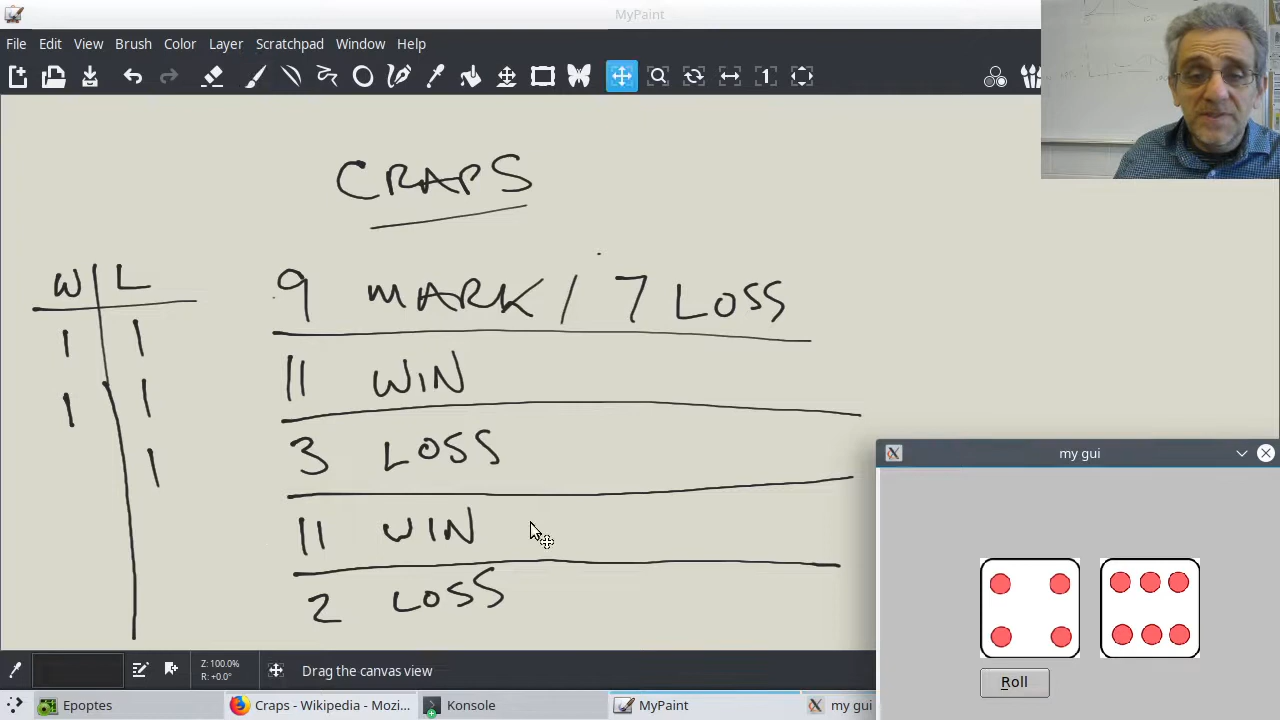 MyPaint
File Edit View Brush Color Layer Scratchpad Window Help
CRAPS
W L
1 1
1 1
1
9 MARK / 7 LOSS
11 WIN
3 LOSS
11 WIN
2 LOSS
my gui
Roll
Z: 100.0%
R: +0.0°
Drag the canvas view
Epoptes
Craps - Wikipedia - Mozi...
Konsole
MyPaint
my gui